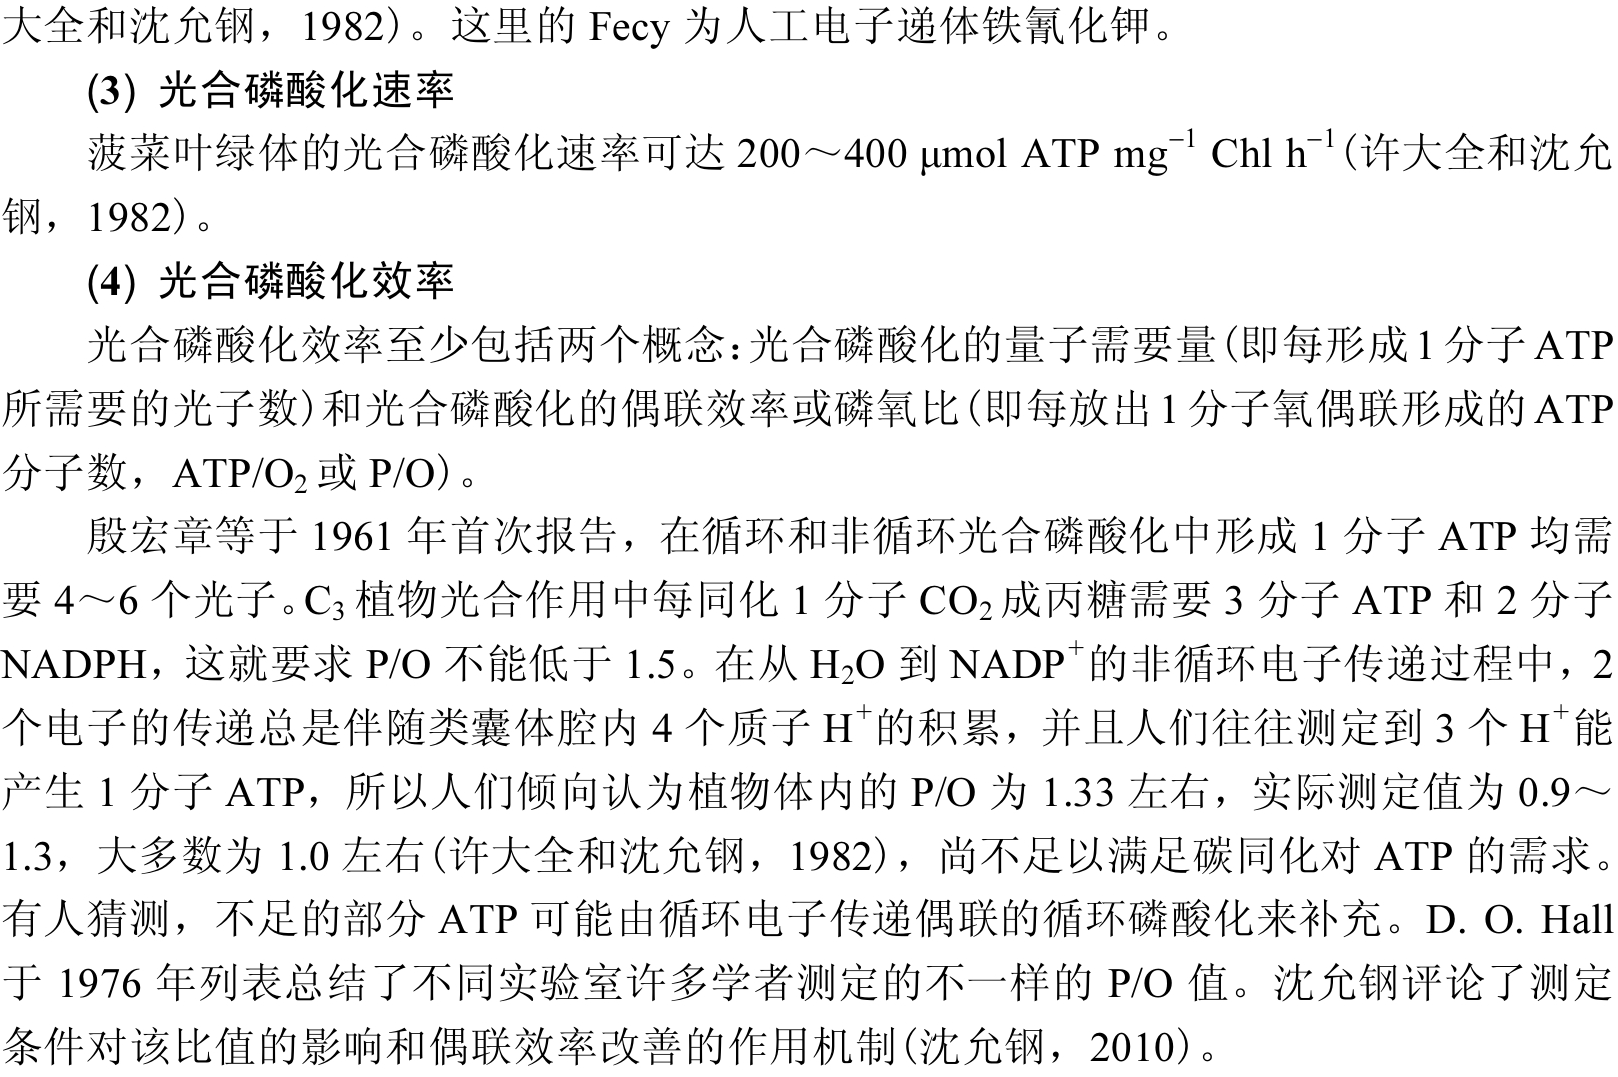 大全和沈允钢，1982)。这里的 Fecy 为人工电子递体铁氰化钾。
(3) 光合磷酸化速率
菠菜叶绿体的光合磷酸化速率可达 200～400 μmol ATP mg⁻¹ Chl h⁻¹(许大全和沈允
钢，1982)。
(4) 光合磷酸化效率
光合磷酸化效率至少包括两个概念：光合磷酸化的量子需要量(即每形成 1 分子 ATP
所需要的光子数)和光合磷酸化的偶联效率或磷氧比(即每放出 1 分子氧偶联形成的 ATP
分子数，ATP/O₂ 或 P/O)。
殷宏章等于 1961 年首次报告，在循环和非循环光合磷酸化中形成 1 分子 ATP 均需
要 4～6 个光子。C₃ 植物光合作用中每同化 1 分子 CO₂ 成丙糖需要 3 分子 ATP 和 2 分子
NADPH，这就要求 P/O 不能低于 1.5。在从 H₂O 到 NADP⁺的非循环电子传递过程中，2
个电子的传递总是伴随类囊体腔内 4 个质子 H⁺的积累，并且人们往往测定到 3 个 H⁺能
产生 1 分子 ATP，所以人们倾向认为植物体内的 P/O 为 1.33 左右，实际测定值为 0.9～
1.3，大多数为 1.0 左右(许大全和沈允钢，1982)，尚不足以满足碳同化对 ATP 的需求。
有人猜测，不足的部分 ATP 可能由循环电子传递偶联的循环磷酸化来补充。D. O. Hall
于 1976 年列表总结了不同实验室许多学者测定的不一样的 P/O 值。沈允钢评论了测定
条件对该比值的影响和偶联效率改善的作用机制(沈允钢，2010)。